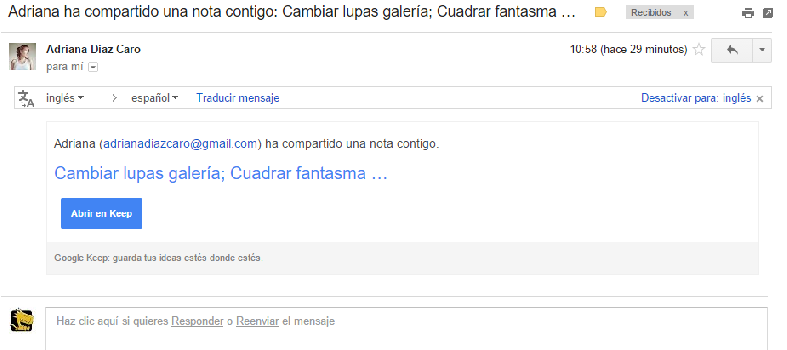 Adriana ha compartido una nota contigo: Cambiar lupas galería; Cuadrar fantasma …
Recibidos x
Adriana Diaz Caro
10:58 (hace 29 minutos)
para mí
inglés > español Traducir mensaje
Desactivar para: inglés x
Adriana (adrianadiazcaro@gmail.com) ha compartido una nota contigo.
Cambiar lupas galería; Cuadrar fantasma …
Abrir en Keep
Google Keep: guarda tus ideas estés donde estés
Haz clic aquí si quieres Responder o Reenviar el mensaje